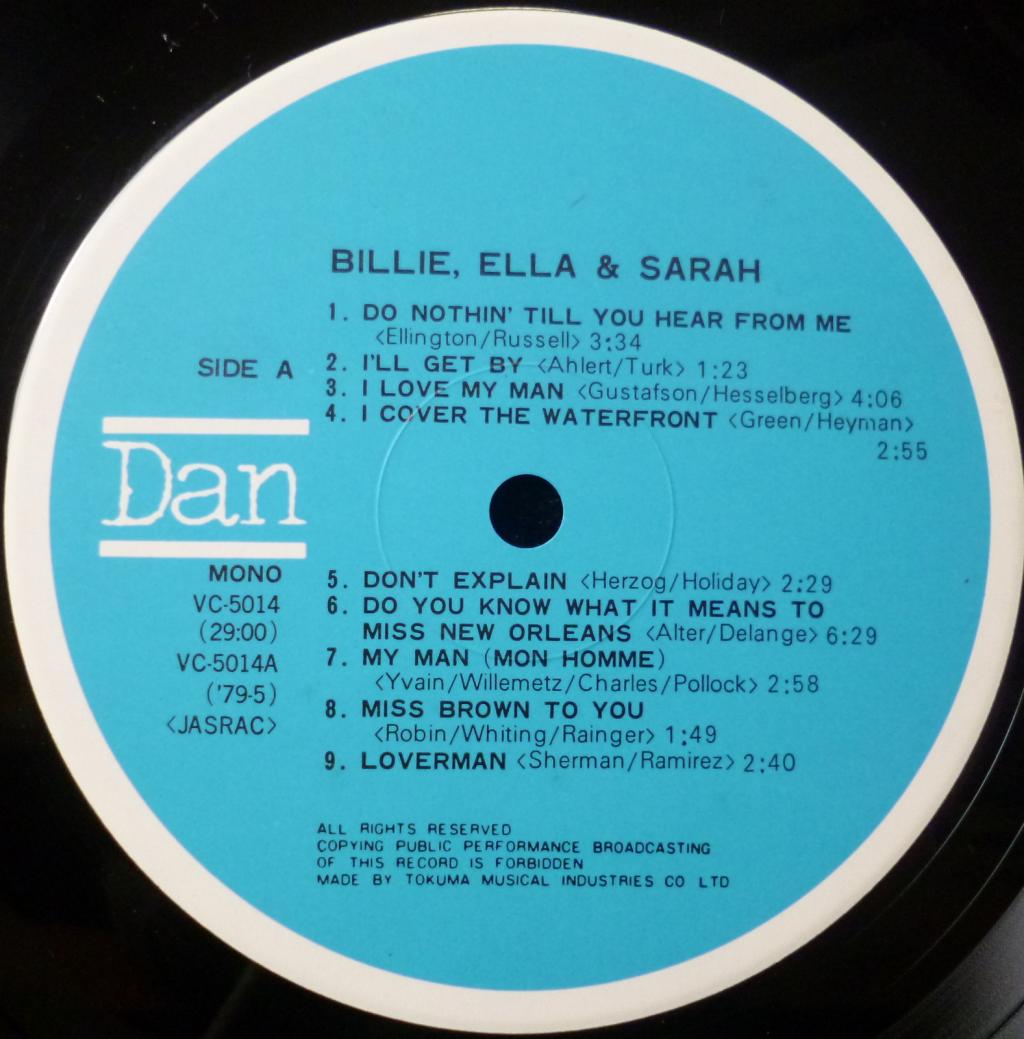 BILLIE, ELLA & SARAH
SIDE A
1. DO NOTHIN' TILL YOU HEAR FROM ME
<Ellington/Russell> 3:34
2. I'LL GET BY <Ahlert/Turk> 1:23
3. I LOVE MY MAN <Gustafson/Hesselberg> 4:06
4. I COVER THE WATERFRONT <Green/Heyman>
2:55
Dan
MONO
VC-5014
(29:00)
VC-5014A
('79-5)
<JASRAC>
5. DON'T EXPLAIN <Herzog/Holiday> 2:29
6. DO YOU KNOW WHAT IT MEANS TO
MISS NEW ORLEANS <Alter/Delange> 6:29
7. MY MAN (MON HOMME)
<Yvain/Willemetz/Charles/Pollock> 2:58
8. MISS BROWN TO YOU
<Robin/Whiting/Rainger> 1:49
9. LOVERMAN <Sherman/Ramirez> 2:40
ALL RIGHTS RESERVED
COPYING PUBLIC PERFORMANCE BROADCASTING
OF THIS RECORD IS FORBIDDEN
MADE BY TOKUMA MUSICAL INDUSTRIES CO LTD